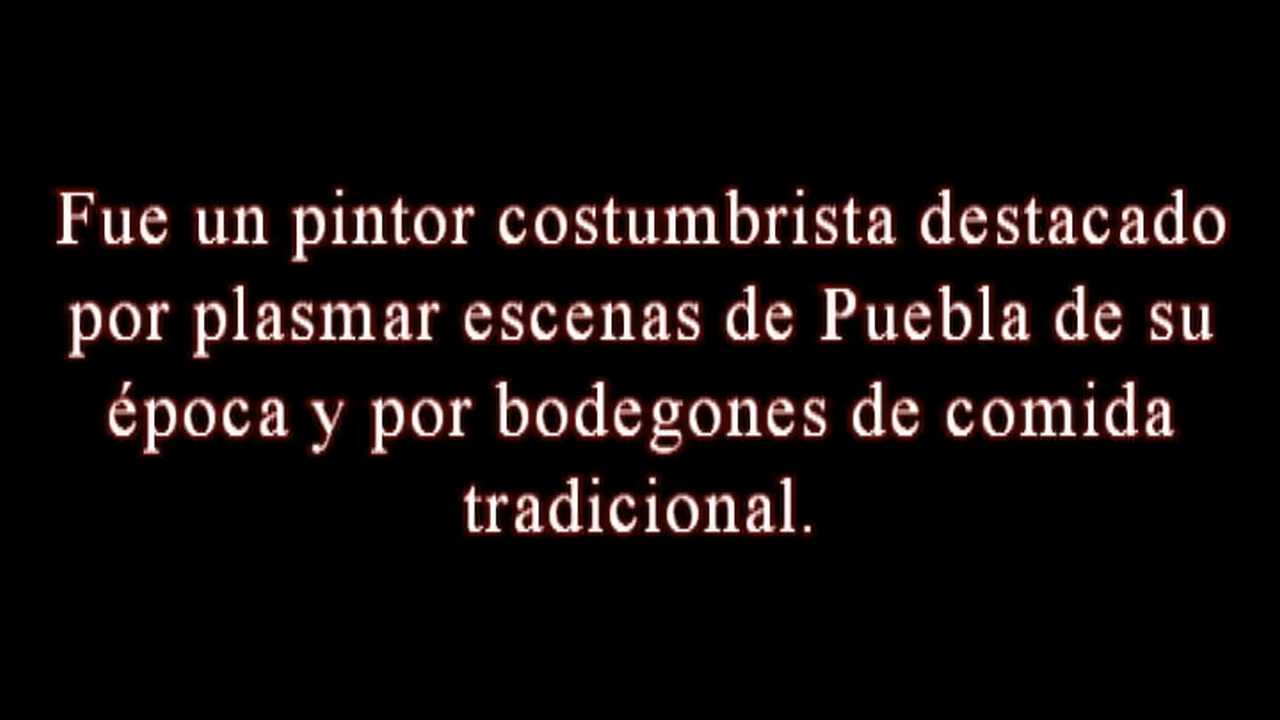 Fue un pintor costumbrista destacado
por plasmar escenas de Puebla de su
época y por bodegones de comida
tradicional.